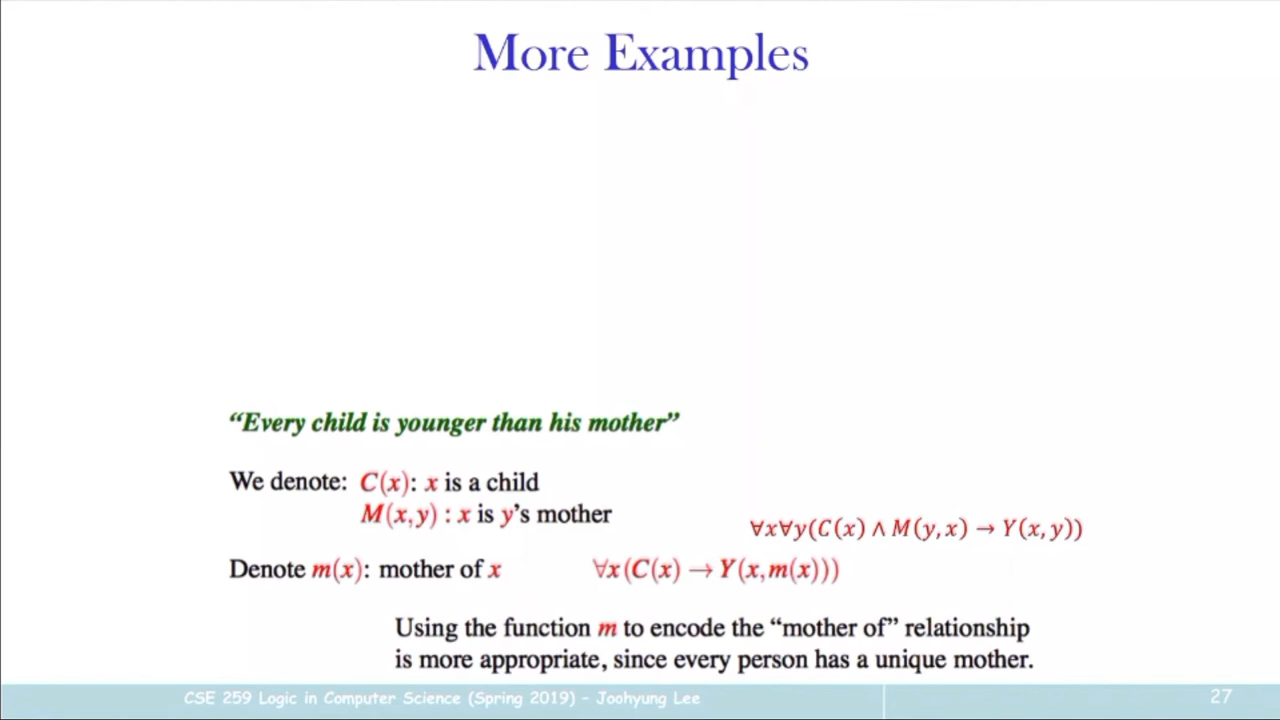 More Examples
“Every child is younger than his mother”
We denote: C(x): x is a child
M(x,y) : x is y’s mother
∀x∀y(C(x) ∧ M(y,x) → Y(x,y))
Denote m(x): mother of x ∀x(C(x) → Y(x,m(x)))
Using the function m to encode the “mother of” relationship
is more appropriate, since every person has a unique mother.
CSE 259 Logic in Computer Science (Spring 2019) – Joohyung Lee 27